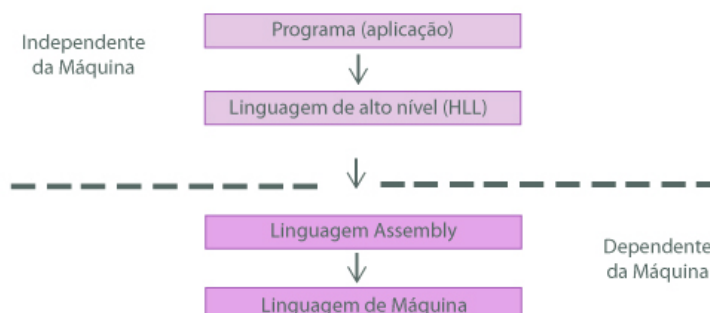 Programa (aplicação)
Independente
da Máquina
Linguagem de alto nível (HLL)
Linguagem Assembly
Dependente
da Máquina
Linguagem de Máquina